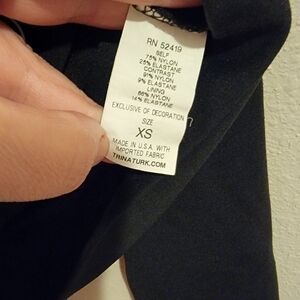 RN 52419
SELF
75% NYLON
25% ELASTANE
CONTRAST
91% NYLON
9% ELASTANE
LINING
86% NYLON
14% ELASTANE
EXCLUSIVE OF DECORATION
SIZE
XS
MADE IN U.S.A. WITH
IMPORTED FABRIC
TRINATURK.COM